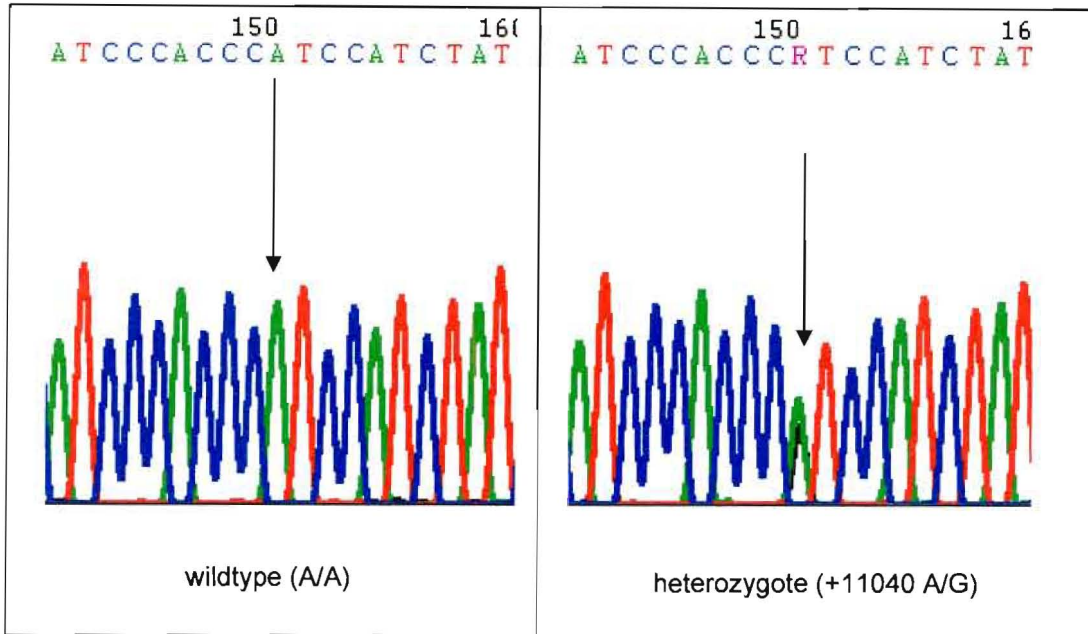 150 160
ATCCCACCCATCCATCTAT
wildtype (A/A)
150 16
ATCCCACCCRTCCATCTAT
heterozygote (+11040 A/G)